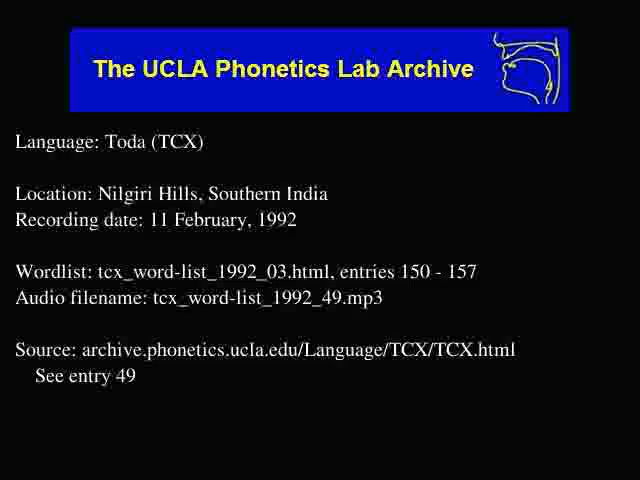 The UCLA Phonetics Lab Archive
Language: Toda (TCX)
Location: Nilgiri Hills, Southern India
Recording date: 11 February, 1992
Wordlist: tcx_word-list_1992_03.html, entries 150 - 157
Audio filename: tcx_word-list_1992_49.mp3
Source: archive.phonetics.ucla.edu/Language/TCX/TCX.html
See entry 49